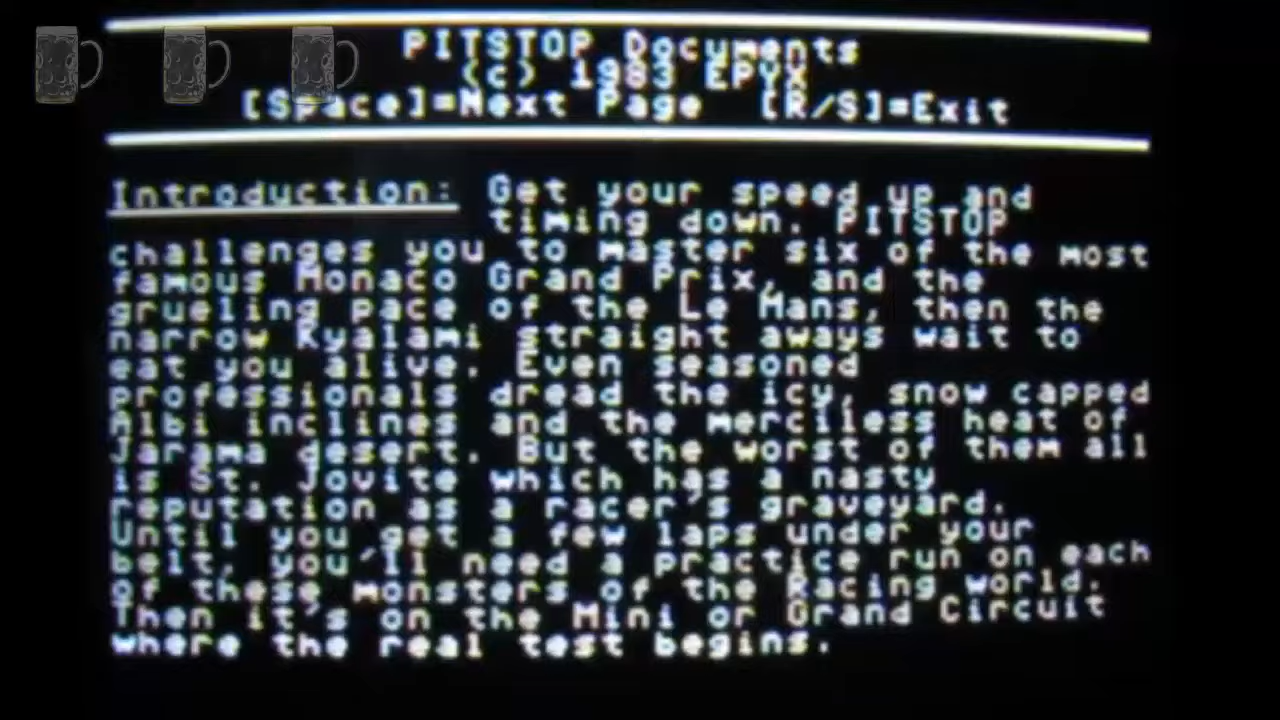 PITSTOP Documents
(c) 1983 EPYX
[Space]=Next Page [R/S]=Exit
Introduction: Get your speed up and
timing down. PITSTOP
challenges you to master six of the most
famous Monaco Grand Prix, and the
grueling pace of the Le Mans, then the
narrow Kyalami straight aways wait to
eat you alive. Even seasoned
professionals dread the icy, snow capped
Albi inclines and the merciless heat of
Jarama desert. But the worst of them all
is St. Jovite which has a nasty
reputation as a racer's graveyard.
Until you get a few laps under your
belt, you'll need a practice run on each
of these monsters of the Racing world.
Then it's on the Mini or Grand Circuit
where the real test begins.